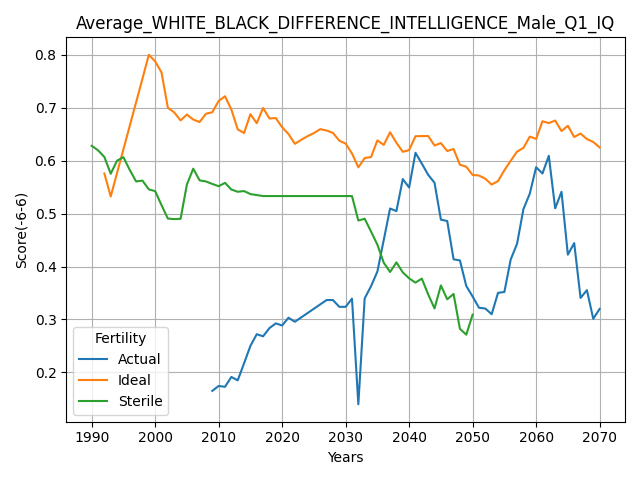 Average_WHITE_BLACK_DIFFERENCE_INTELLIGENCE_Male_Q1_IQ
Score(-6-6)
0.8
0.7
0.6
0.5
0.4
0.3
0.2
Fertility
Actual
Ideal
Sterile
1990 2000 2010 2020 2030 2040 2050 2060 2070
Years